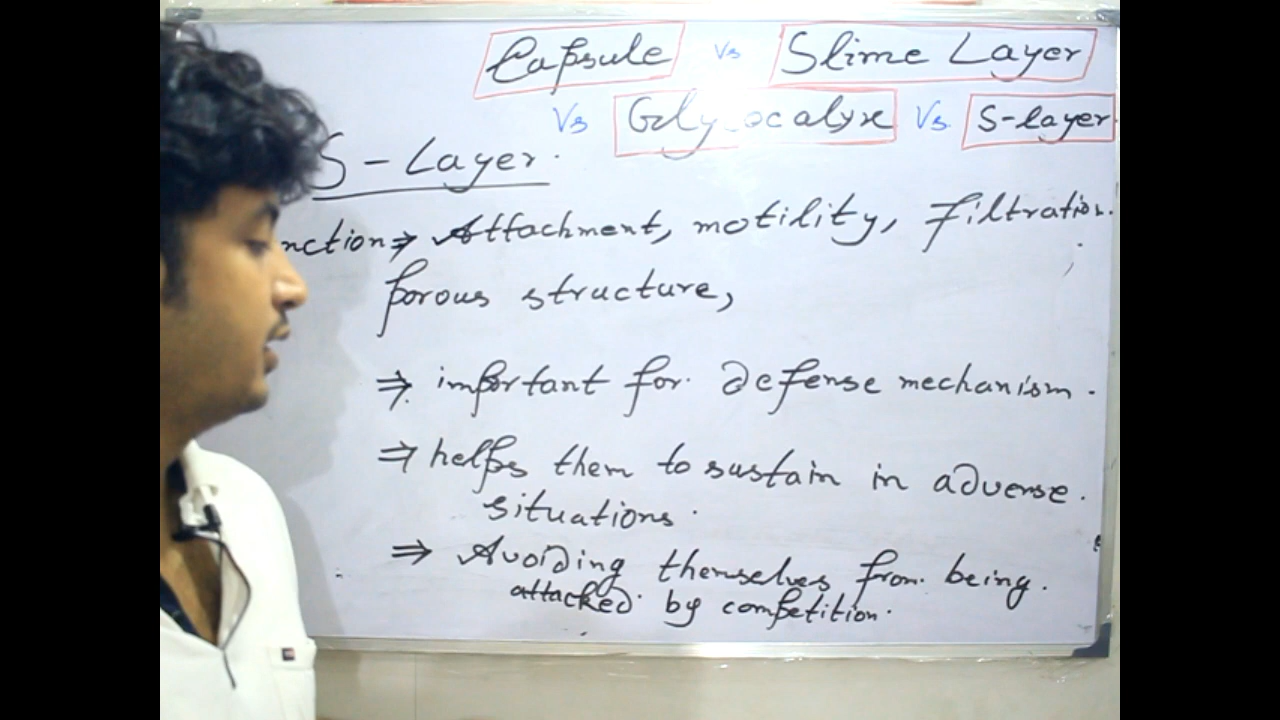 Capsule Vs Slime Layer
Vs Glycocalyx Vs S-layer
S-Layer.
nction ⇒ Attachment, motility, Filtration.
porous structure,
⇒ important for defense mechanism.
⇒ helps them to sustain in adverse.
situations.
⇒ Avoiding themselves from being.
attacked by competition.